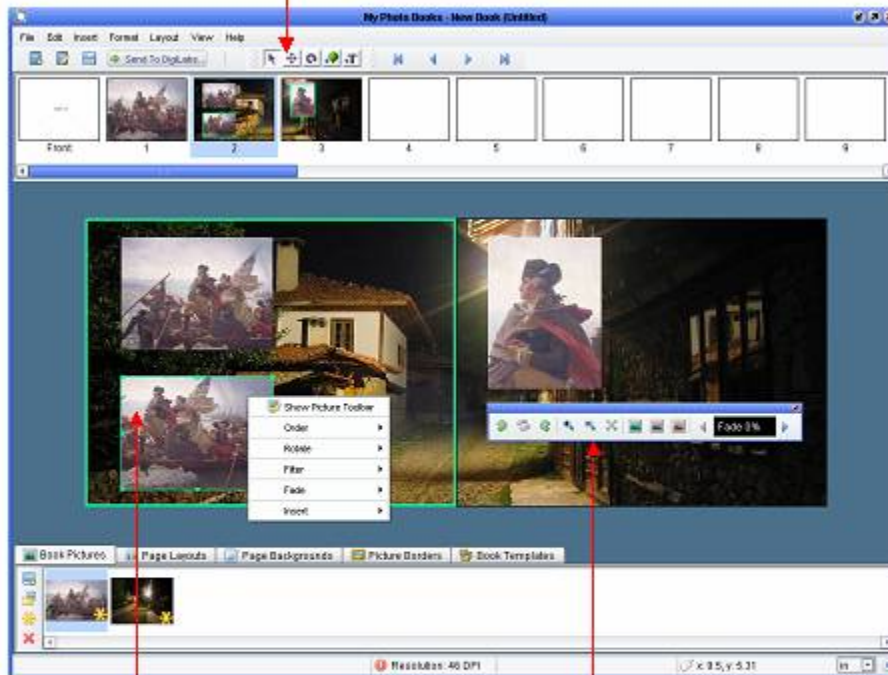 My Photo Books - New Book (Untitled)
File Edit Insert Format Layout View Help
Send To DigiLabs...
Front 1 2 3 4 5 6 7 8 9
Show Picture Toolbar
Order
Rotate
Filter
Fade
Insert
Fade 0%
Book Pictures Page Layouts Page Backgrounds Picture Borders Book Templates
Resolution: 46 DPI x: 9.5, y: 5.31 in